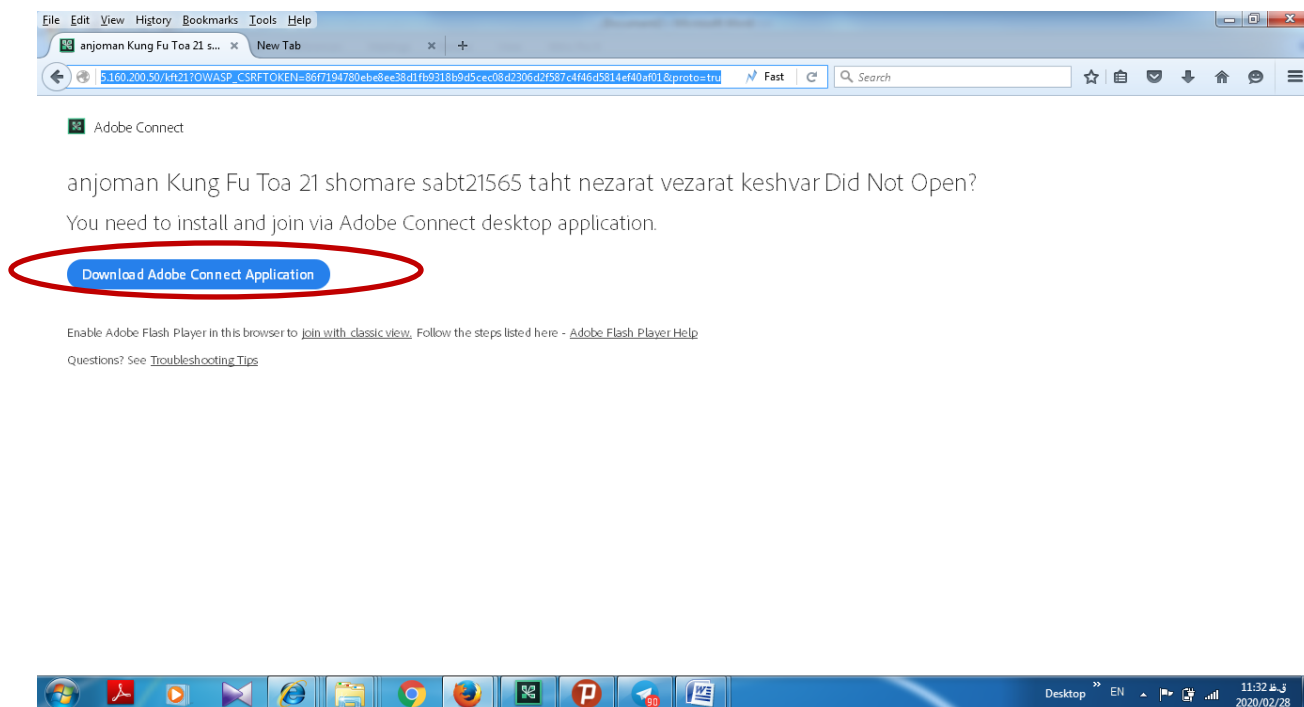 File Edit View History Bookmarks Tools Help
anjoman Kung Fu Toa 21 s... × New Tab × +
5.160.200.50/kft21?OWASP_CSRFTOKEN=86f7194780ebe8ee38d1fb9318b9d5cec08d2306d2f587c4f46d5814ef40af01&proto=tru Fast Search
Adobe Connect
anjoman Kung Fu Toa 21 shomare sabt21565 taht nezarat vezarat keshvar Did Not Open?
You need to install and join via Adobe Connect desktop application.
Download Adobe Connect Application
Enable Adobe Flash Player in this browser to join with classic view. Follow the steps listed here - Adobe Flash Player Help
Questions? See Troubleshooting Tips
90
Desktop » EN 11:32 ق.ظ
2020/02/28